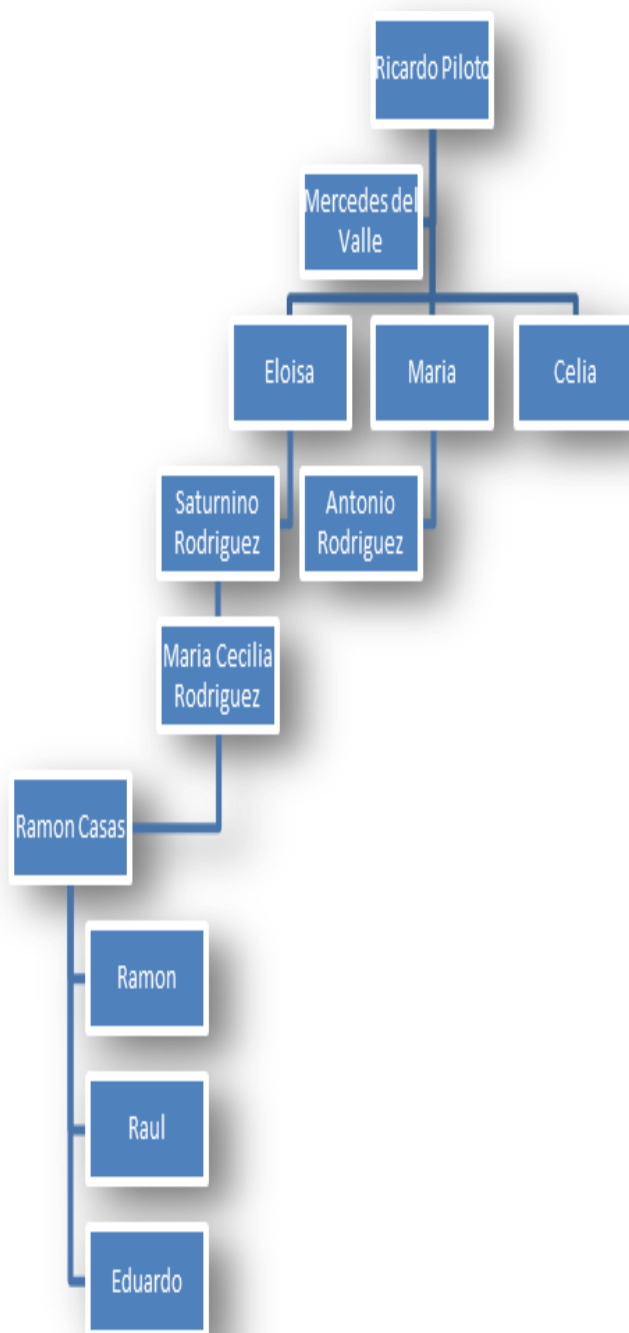 Ricardo Piloto
Mercedes del
Valle
Eloisa
Maria
Celia
Saturnino
Rodriguez
Antonio
Rodriguez
Maria Cecilia
Rodriguez
Ramon Casas
Ramon
Raul
Eduardo